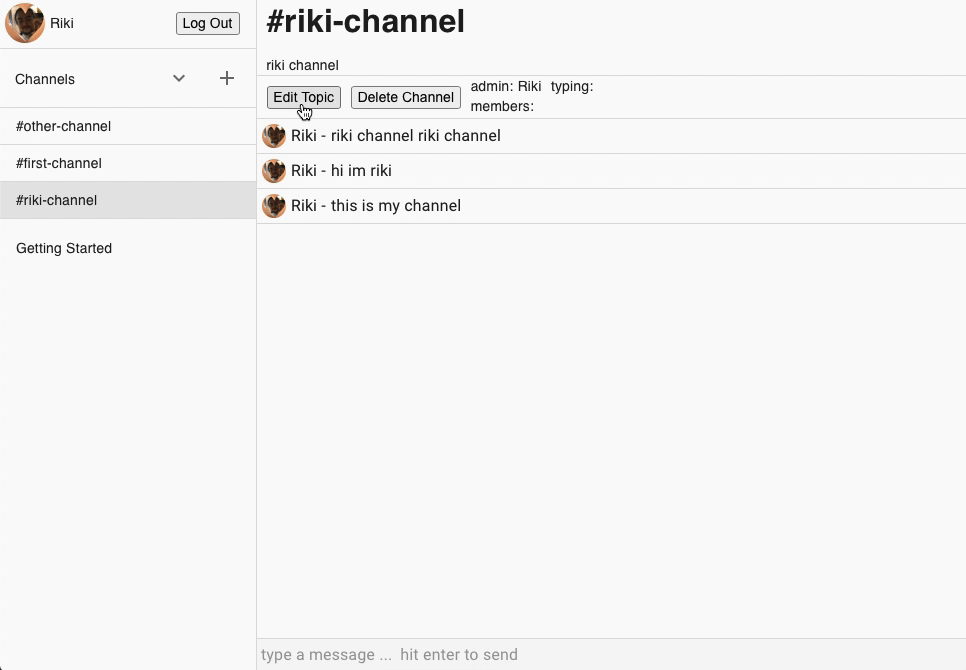 Riki
Log Out
Channels
#other-channel
#first-channel
#riki-channel
Getting Started
#riki-channel
riki channel
Edit Topic
Delete Channel
admin: Riki typing:
members:
Riki - riki channel riki channel
Riki - hi im riki
Riki - this is my channel
type a message ... hit enter to send